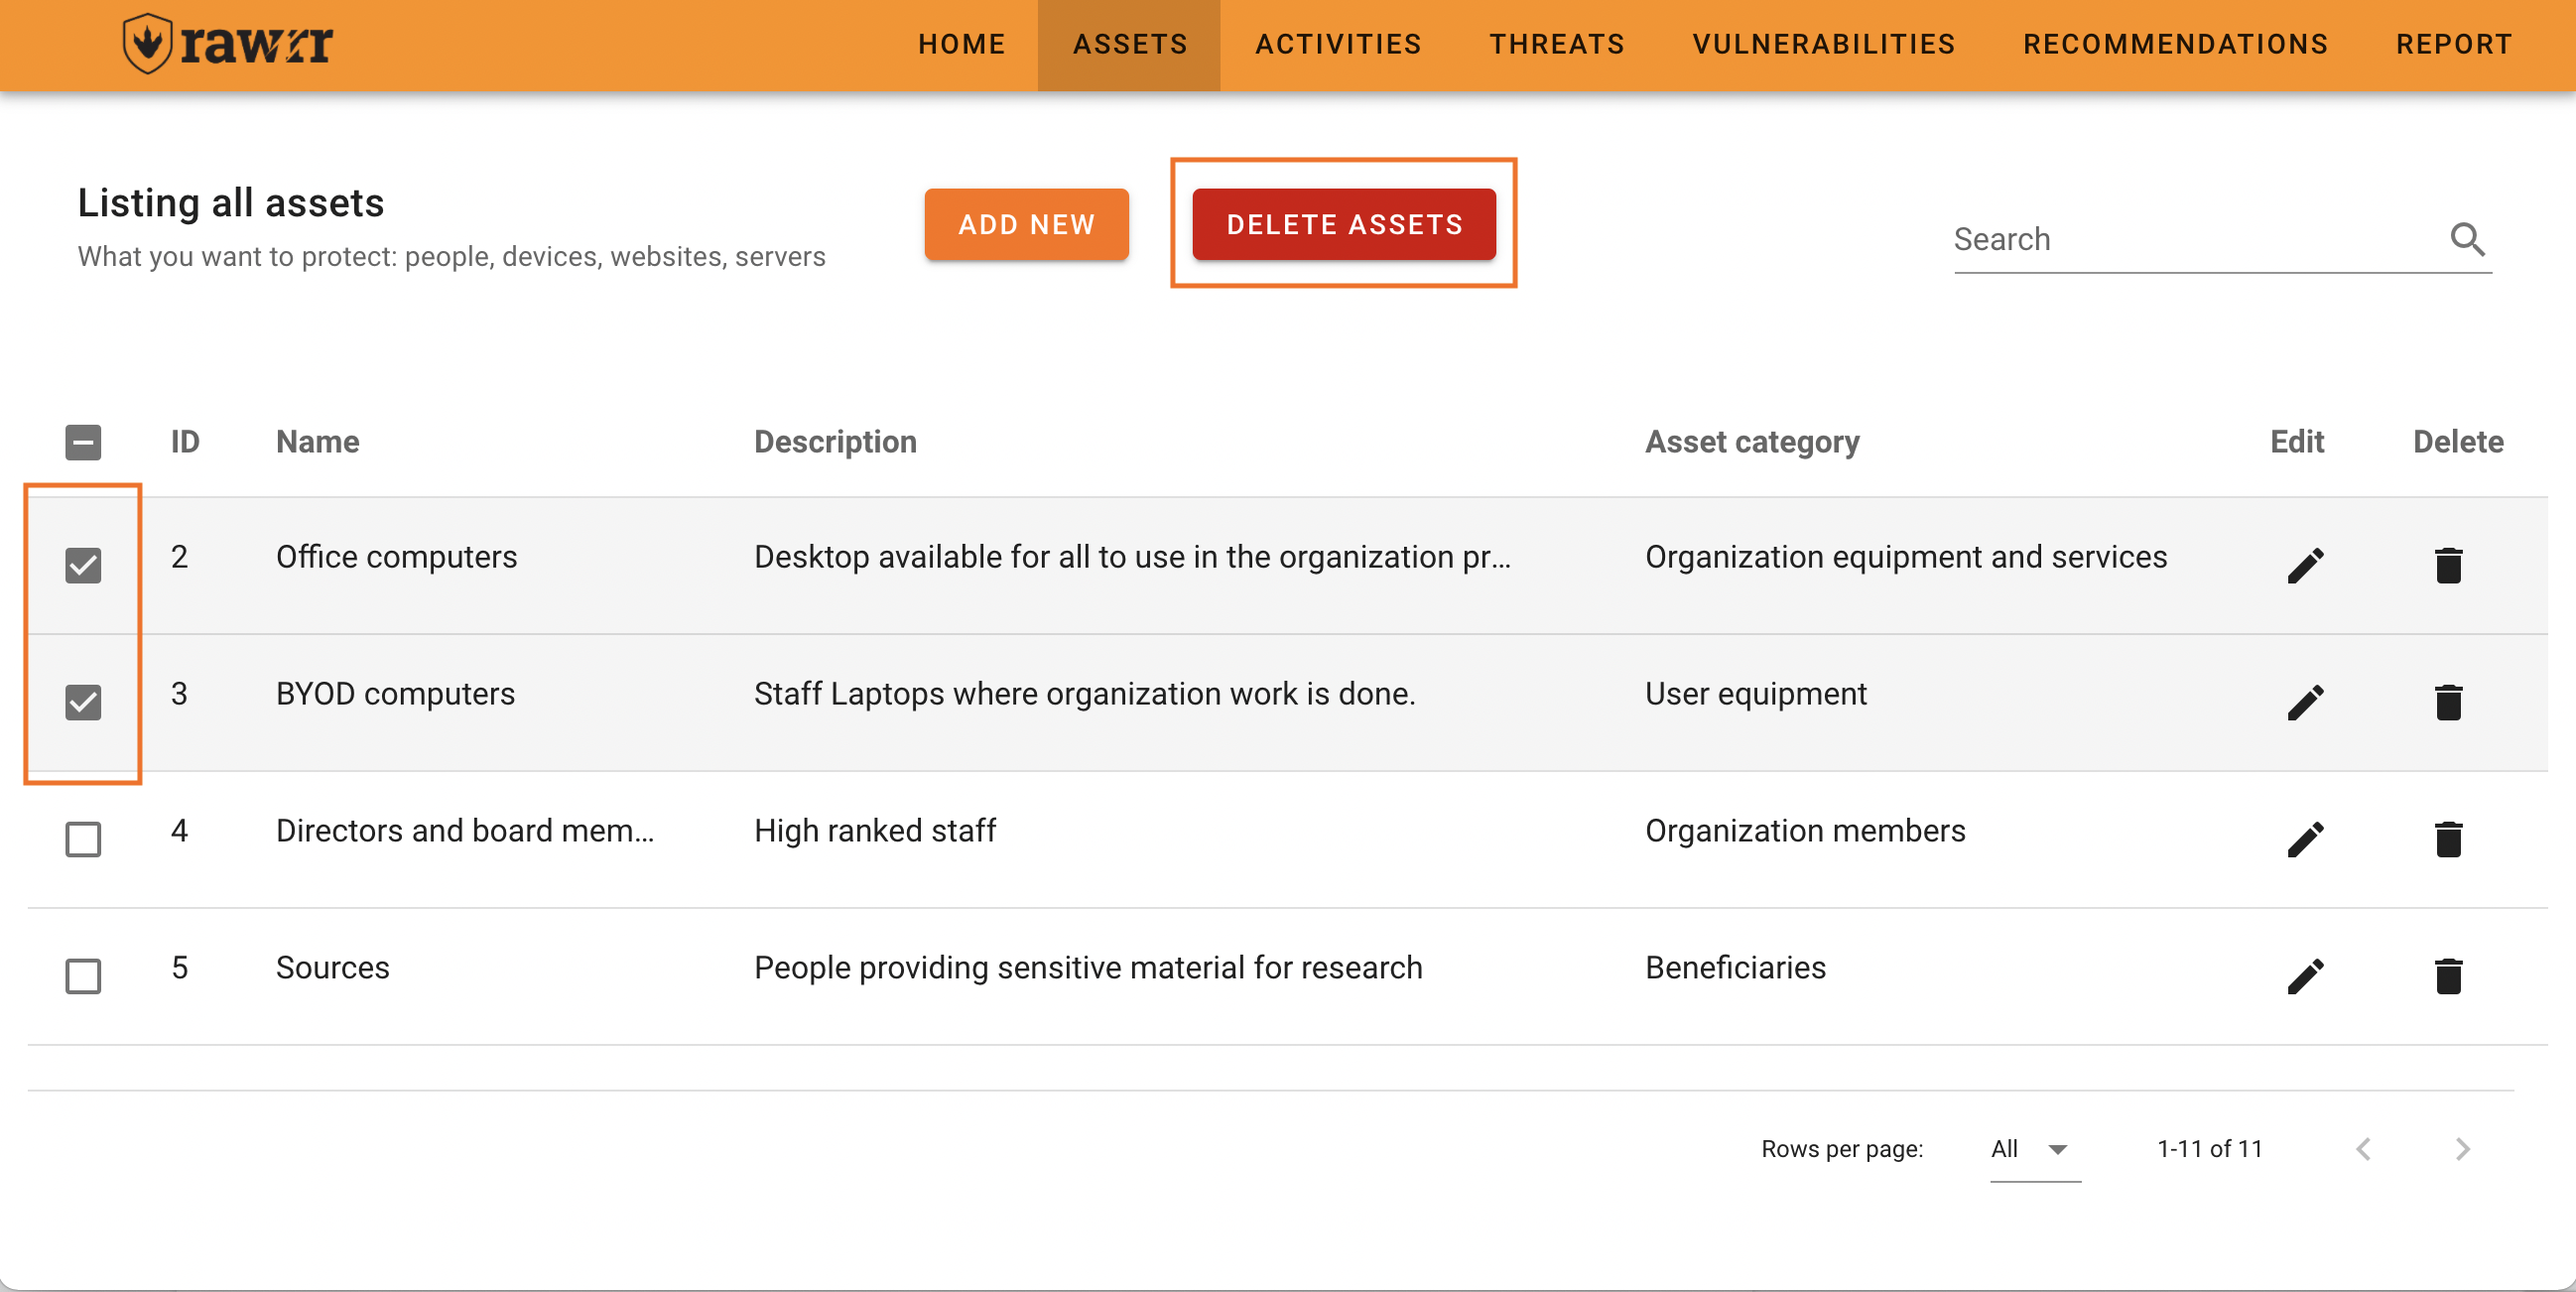 rawrr
HOME ASSETS ACTIVITIES THREATS VULNERABILITIES RECOMMENDATIONS REPORT
Listing all assets
What you want to protect: people, devices, websites, servers
ADD NEW
DELETE ASSETS
Search
ID Name Description Asset category Edit Delete
2 Office computers Desktop available for all to use in the organization pr... Organization equipment and services
3 BYOD computers Staff Laptops where organization work is done. User equipment
4 Directors and board mem... High ranked staff Organization members
5 Sources People providing sensitive material for research Beneficiaries
Rows per page: All 1-11 of 11